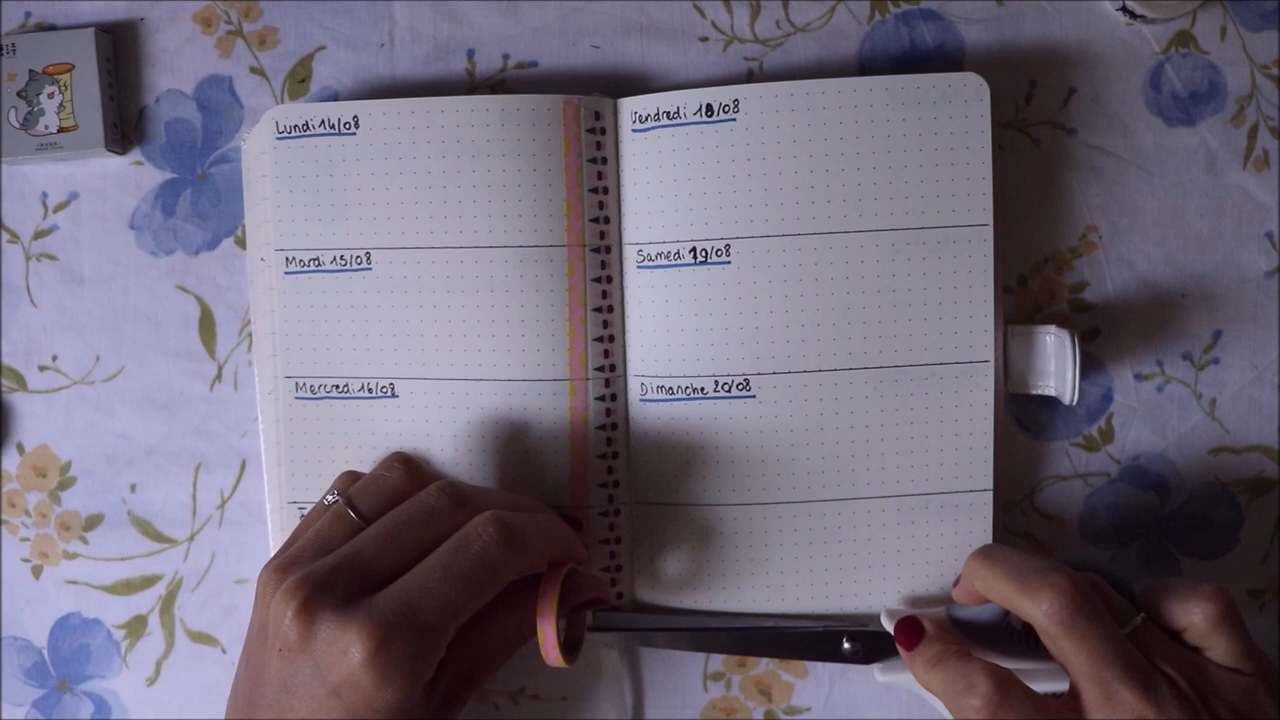 Lundi 14/08
Mardi 15/08
Mercredi 16/08
Vendredi 18/08
Samedi 19/08
Dimanche 20/08